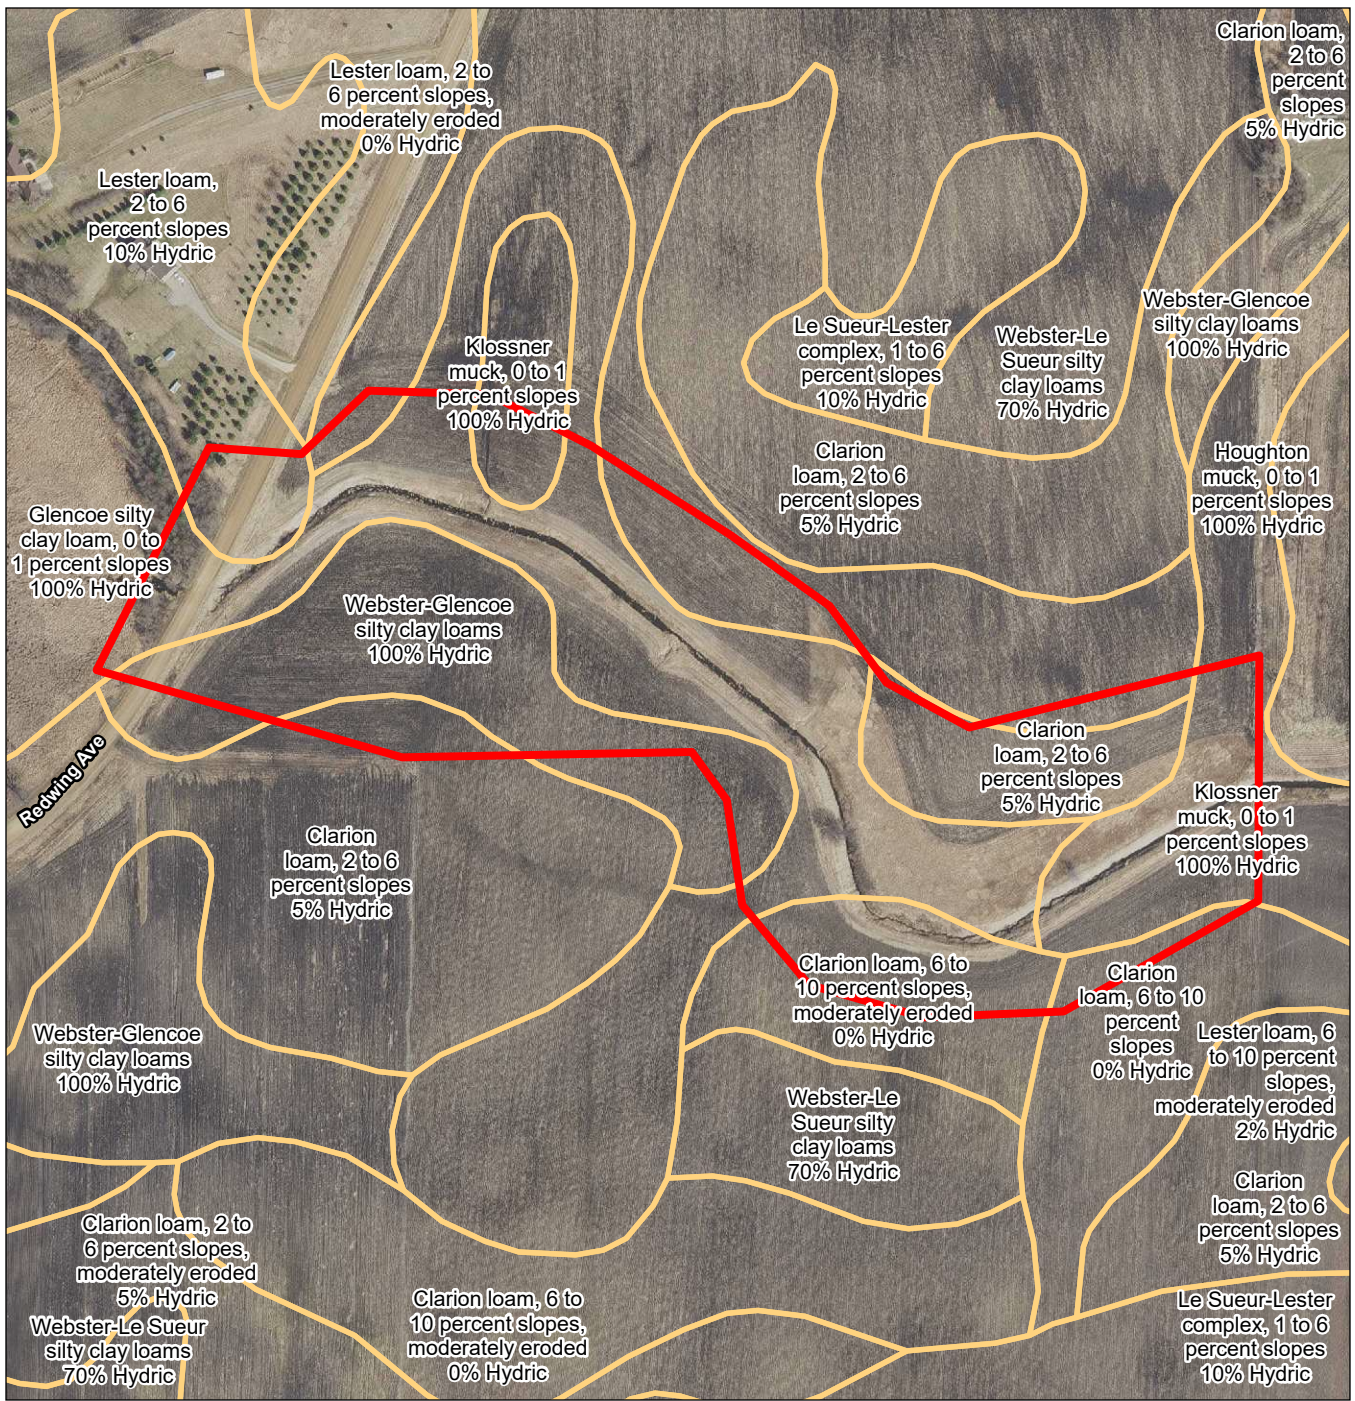 Clarion loam,
2 to 6
percent
slopes
5% Hydric
Lester loam, 2 to
6 percent slopes,
moderately eroded
0% Hydric
Lester loam,
2 to 6
percent slopes
10% Hydric
Webster-Glencoe
silty clay loams
100% Hydric
Le Sueur-Lester
complex, 1 to 6
percent slopes
10% Hydric
Webster-Le
Sueur silty
clay loams
70% Hydric
Klossner
muck, 0 to 1
percent slopes
100% Hydric
Clarion
loam, 2 to 6
percent slopes
5% Hydric
Houghton
muck, 0 to 1
percent slopes
100% Hydric
Glencoe silty
clay loam, 0 to
1 percent slopes
100% Hydric
Webster-Glencoe
silty clay loams
100% Hydric
Clarion
loam, 2 to 6
percent slopes
5% Hydric
Redwing Ave
Klossner
muck, 0 to 1
percent slopes
100% Hydric
Clarion
loam, 2 to 6
percent slopes
5% Hydric
Clarion loam, 6 to
10 percent slopes,
moderately eroded
0% Hydric
Clarion
loam, 6 to 10
percent
slopes
0% Hydric
Webster-Glencoe
silty clay loams
100% Hydric
Lester loam, 6
to 10 percent
slopes,
moderately eroded
2% Hydric
Webster-Le
Sueur silty
clay loams
70% Hydric
Clarion
loam, 2 to 6
percent slopes
5% Hydric
Clarion loam, 2 to
6 percent slopes,
moderately eroded
5% Hydric
Clarion loam, 6 to
10 percent slopes,
moderately eroded
0% Hydric
Le Sueur-Lester
complex, 1 to 6
percent slopes
10% Hydric
Webster-Le Sueur
silty clay loams
70% Hydric